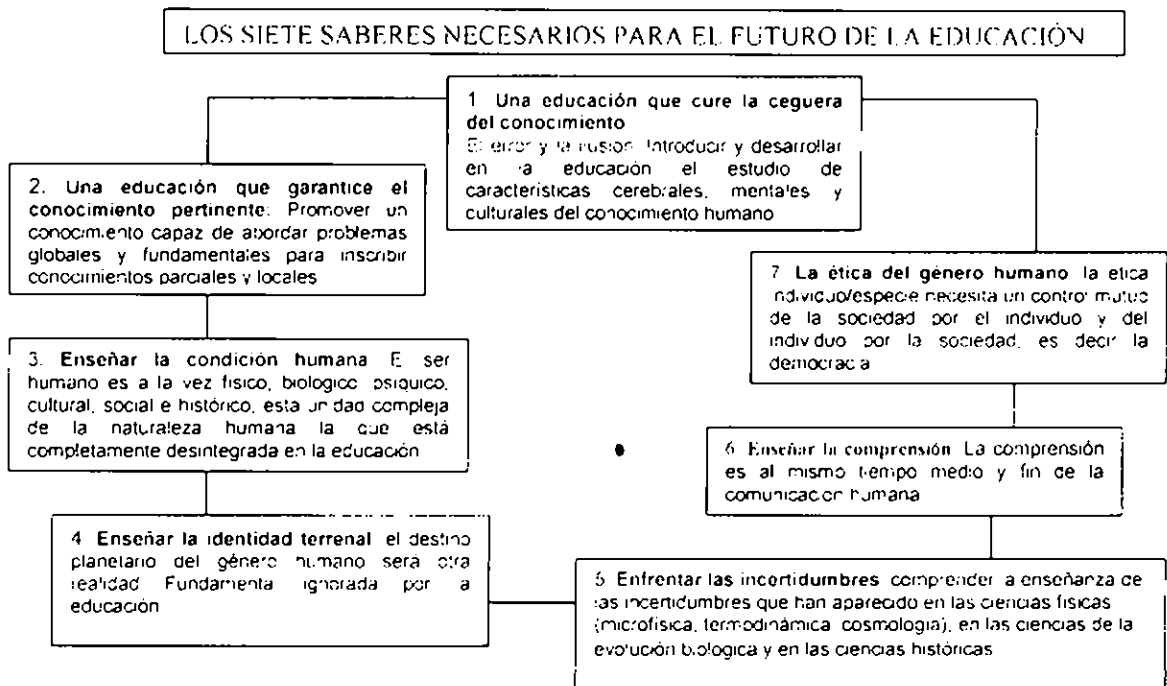 LOS SIETE SABERES NECESARIOS PARA EL FUTURO DE LA EDUCACIÓN
1 Una educación que cure la ceguera
del conocimiento
El error y la ilusión. Introducir y desarrollar
en la educación el estudio de
características cerebrales, mentales y
culturales del conocimiento humano
2. Una educación que garantice el
conocimiento pertinente: Promover un
conocimiento capaz de abordar problemas
globales y fundamentales para inscribir
conocimientos parciales y locales
3. Enseñar la condición humana E ser
humano es a la vez físico, biologico psiquico,
cultural, social e histórico, esta unidad compleja
de la naturaleza humana la que está
completamente desintegrada en la educación
4 Enseñar la identidad terrenal el destino
planetario del género humano será otra
realidad Fundamenta ignorada por a
educación
5 Enfrentar las incertidumbres comprender a enseñanza de
las incertidumbres que han aparecido en las ciencias físicas
(microfísica, termodinámica cosmología), en las ciencias de la
evolución biologica y en las ciencias históricas
6 Enseñar la comprensión La comprensión
es al mismo tiempo medio y fin de la
comunicacion humana
7 La ética del género humano la etica
individuo/especie necesita un control mutuo
de la sociedad por el individuo y del
individuo por la sociedad, es decir la
democracia